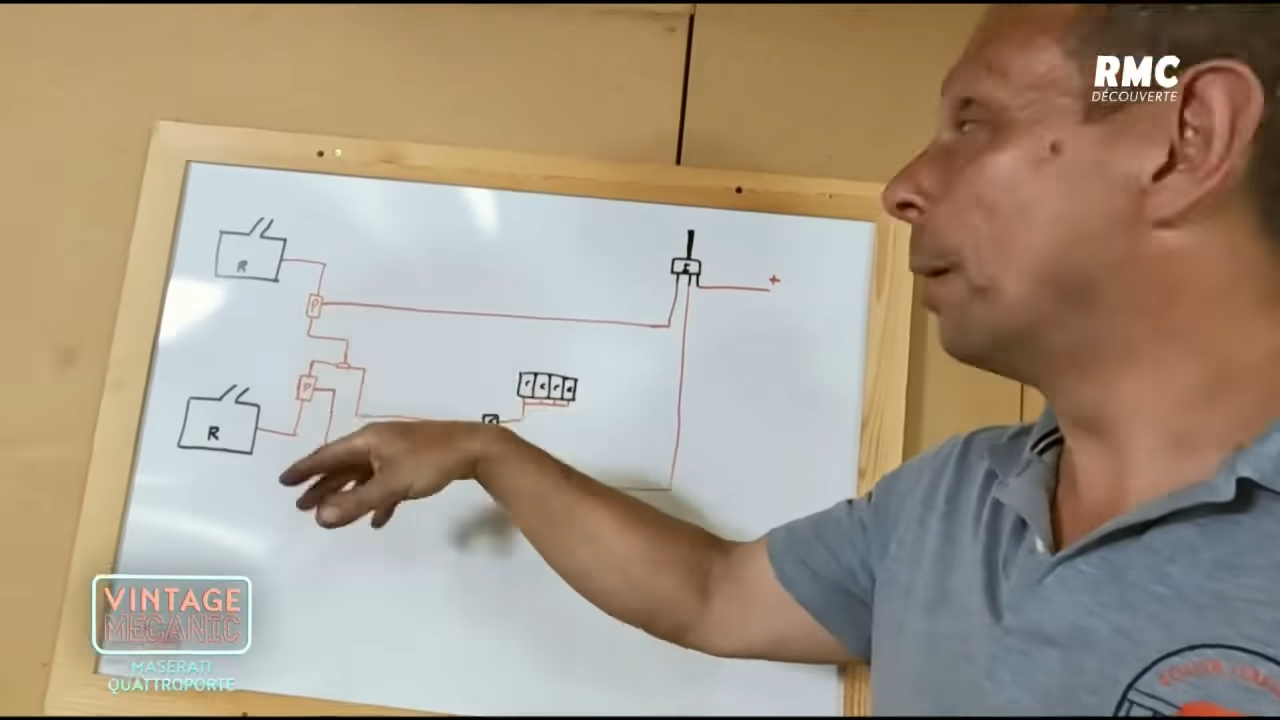 RMC
DÉCOUVERTE
R
I
+
P
P
R
VINTAGE
MECANIC
MASERATI
QUATTROPORTE